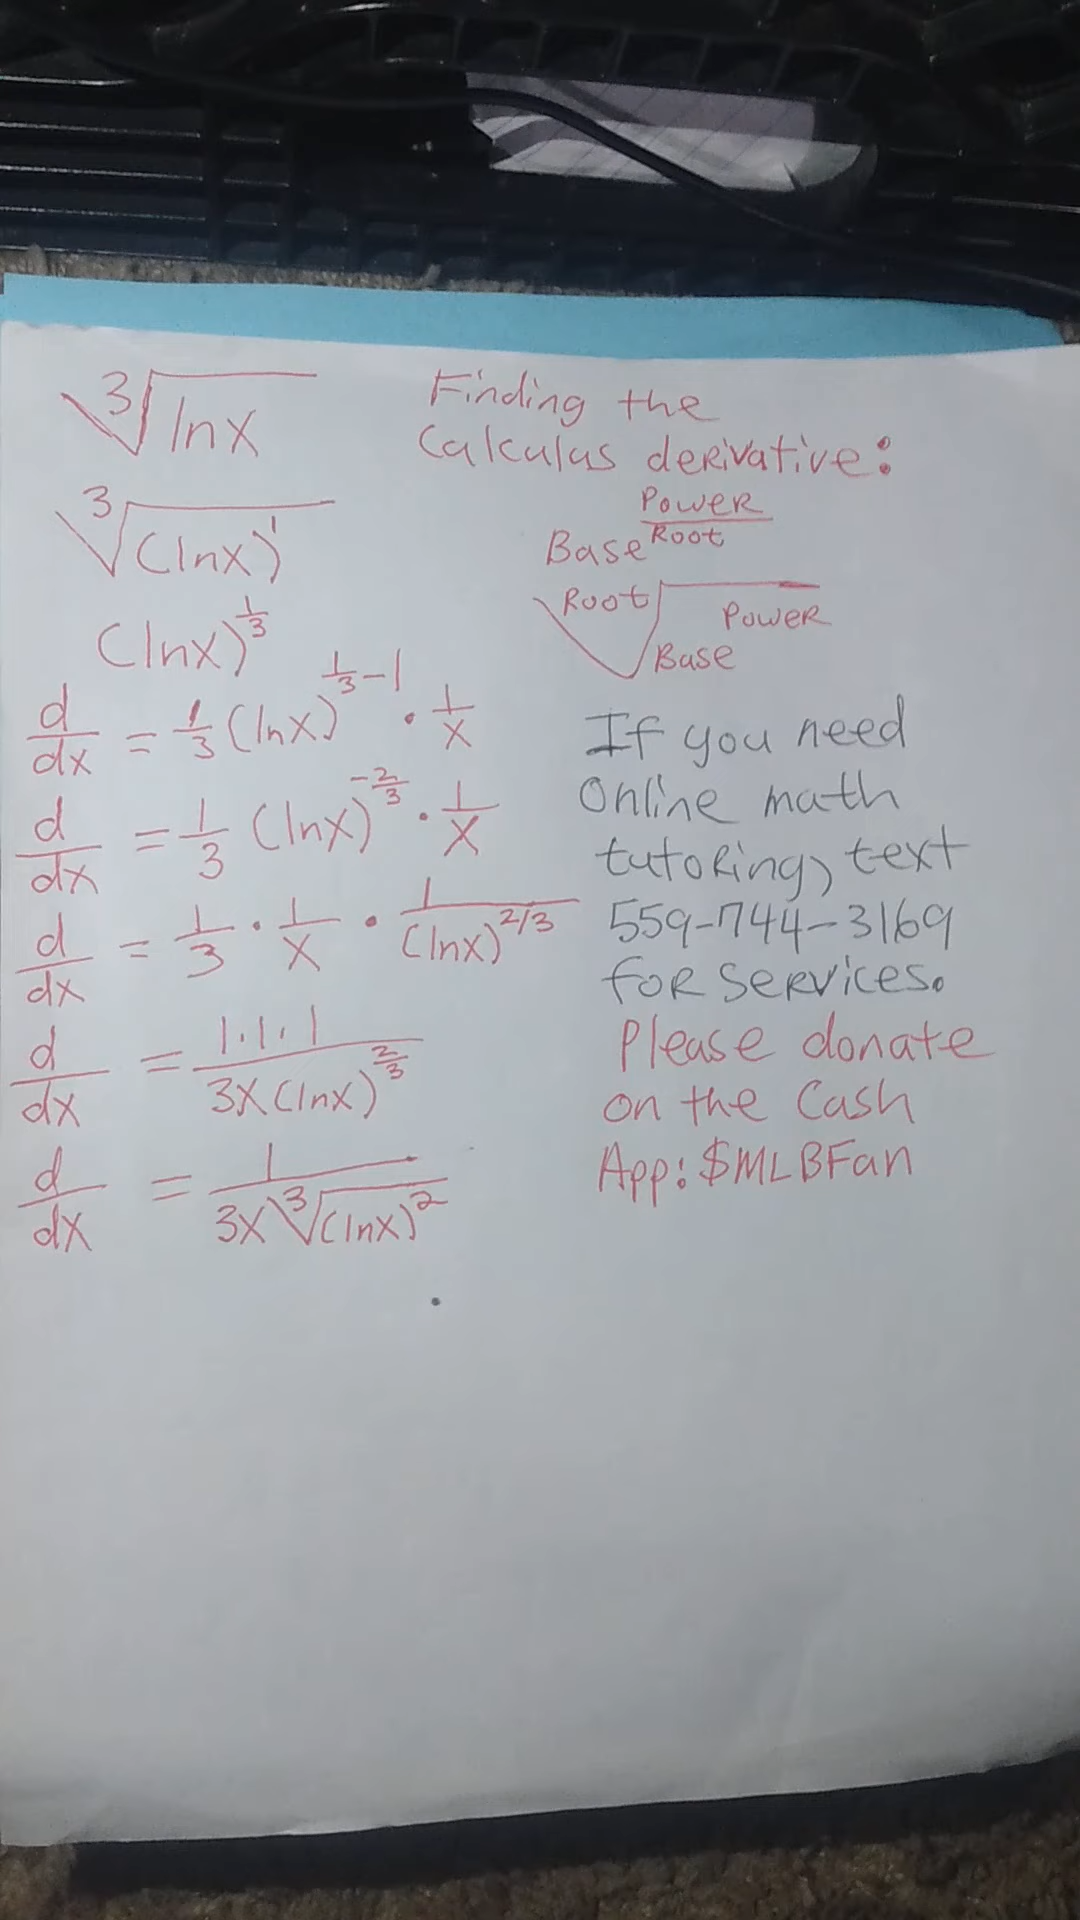 ∛(lnx)
∛((lnx)^1)
(lnx)^(1/3)
d/dx = 1/3 (lnx)^(1/3 - 1) · 1/x
d/dx = 1/3 (lnx)^(-2/3) · 1/x
d/dx = 1/3 · 1/x · 1/(lnx)^(2/3)
d/dx = 1·1·1/(3x(lnx)^(2/3))
d/dx = 1/(3x∛((lnx)^2))
Finding the
Calculus derivative:
Base^(Power/Root)
Root√ Power
Base
If you need
Online math
tutoring, text
559-744-3169
for services.
Please donate
on the Cash
App: $MLBFan